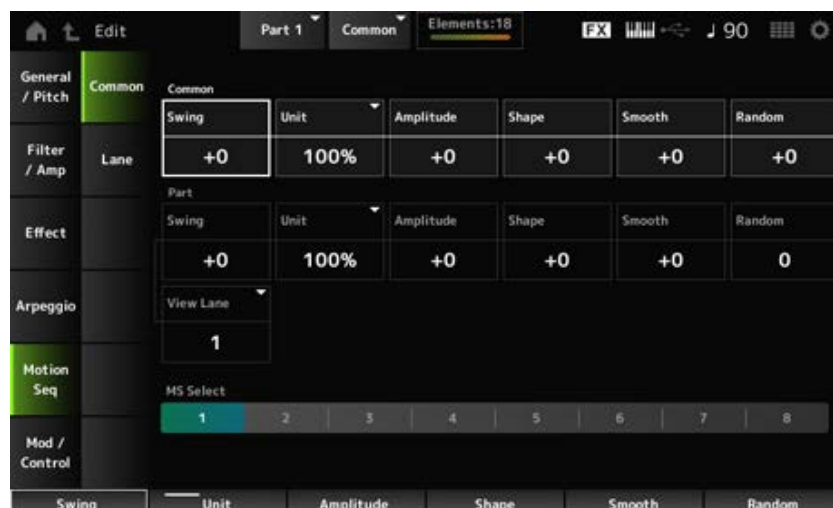 Edit Part 1 Common Elements:18 FX ♩ 90
General / Pitch
Filter / Amp
Effect
Arpeggio
Motion Seq
Mod / Control
Common
Lane
Common
Swing Unit Amplitude Shape Smooth Random
+0 100% +0 +0 +0 +0
Part
Swing Unit Amplitude Shape Smooth Random
+0 100% +0 +0 +0 0
View Lane
1
MS Select
1 2 3 4 5 6 7 8
Swing Unit Amplitude Shape Smooth Random